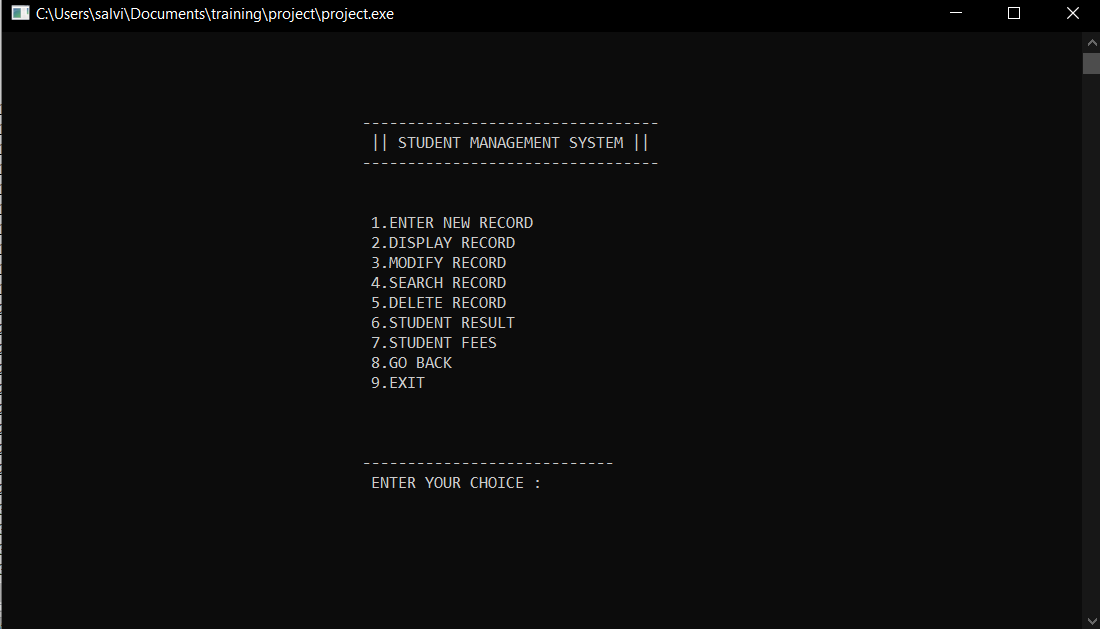 C:\Users\salvi\Documents\training\project\project.exe
---------------------------------
|| STUDENT MANAGEMENT SYSTEM ||
---------------------------------
1.ENTER NEW RECORD
2.DISPLAY RECORD
3.MODIFY RECORD
4.SEARCH RECORD
5.DELETE RECORD
6.STUDENT RESULT
7.STUDENT FEES
8.GO BACK
9.EXIT
----------------------------
ENTER YOUR CHOICE :